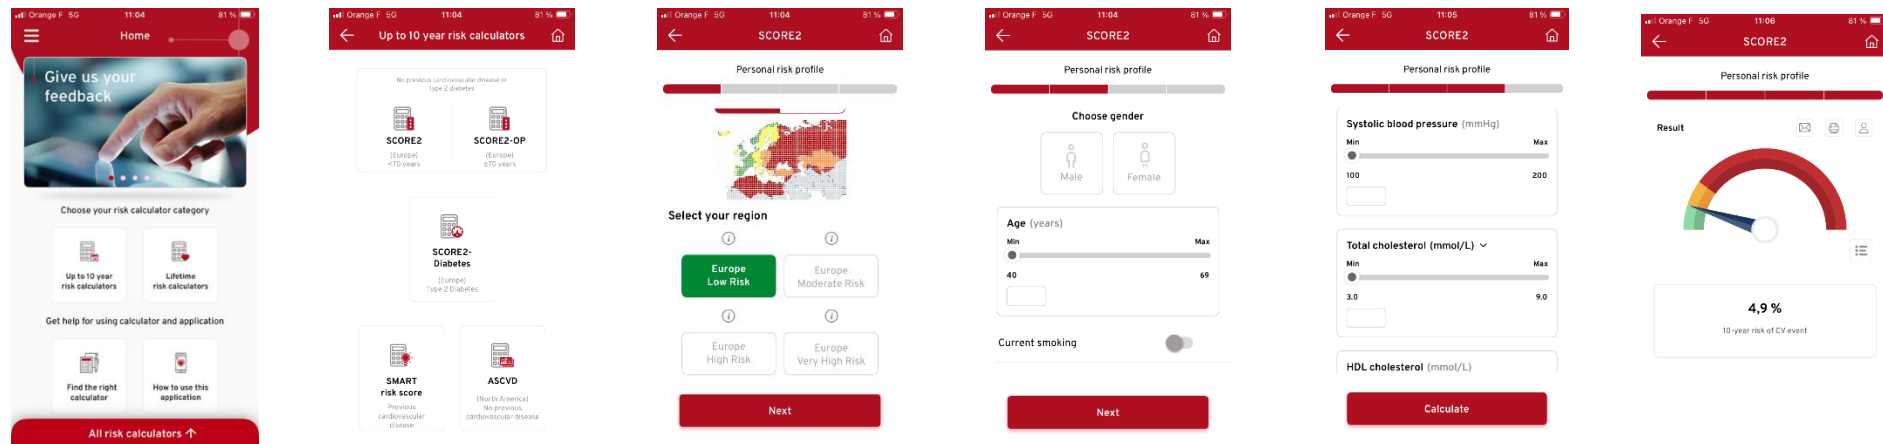 Orange F 5G 11:04 81 %
Home
Give us your
feedback
Choose your risk calculator category
Up to 10 year
risk calculators
Lifetime
risk calculators
Get help for using calculator and application
Find the right
calculator
How to use this
application
All risk calculators ↑
Orange F 5G 11:04 81 %
Up to 10 year risk calculators
No previous cardiovascular disease or
type 2 diabetes
SCORE2
(Europe)
<70 years
SCORE2-OP
(Europe)
≥70 years
SCORE2-
Diabetes
(Europe)
Type 2 Diabetes
SMART
risk score
Previous
cardiovascular
disease
ASCVD
(North America)
No previous
cardiovascular disease
Orange F 5G 11:04 81 %
SCORE2
Personal risk profile
Select your region
Europe
Low Risk
Europe
Moderate Risk
Europe
High Risk
Europe
Very High Risk
Next
Orange F 5G 11:04 81 %
SCORE2
Personal risk profile
Choose gender
Male
Female
Age (years)
Min Max
40 69
Current smoking
Next
Orange F 5G 11:05 81 %
SCORE2
Personal risk profile
Systolic blood pressure (mmHg)
Min Max
100 200
Total cholesterol (mmol/L)
Min Max
3.0 9.0
HDL cholesterol (mmol/L)
Calculate
Orange F 5G 11:06 81 %
SCORE2
Personal risk profile
Result
4,9 %
10-year risk of CV event